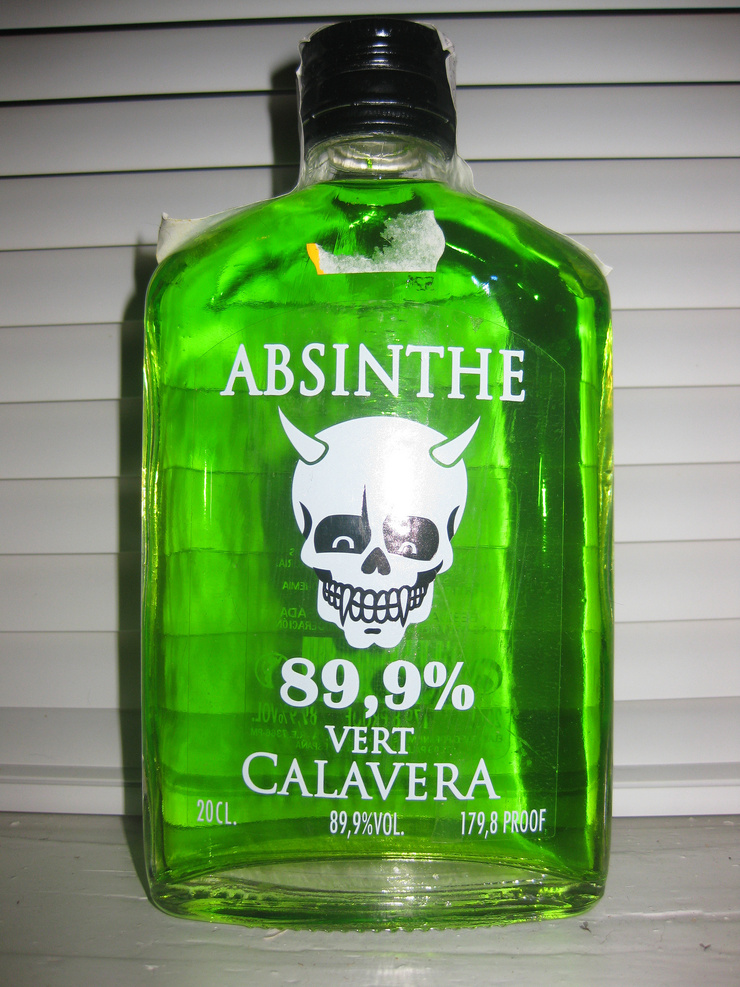 ABSINTHE
89,9%
VERT
CALAVERA
20CL. 89,9%VOL. 179,8 PROOF